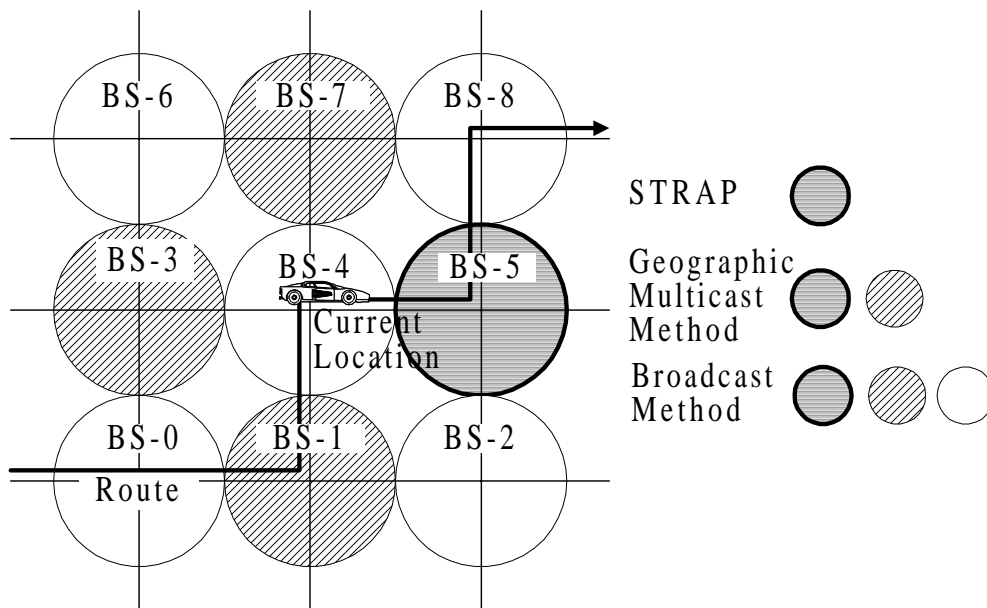 BS-6
BS-7
BS-8
BS-3
BS-4
BS-5
Current
Location
BS-0
BS-1
BS-2
Route
STRAP
Geographic
Multicast
Method
Broadcast
Method